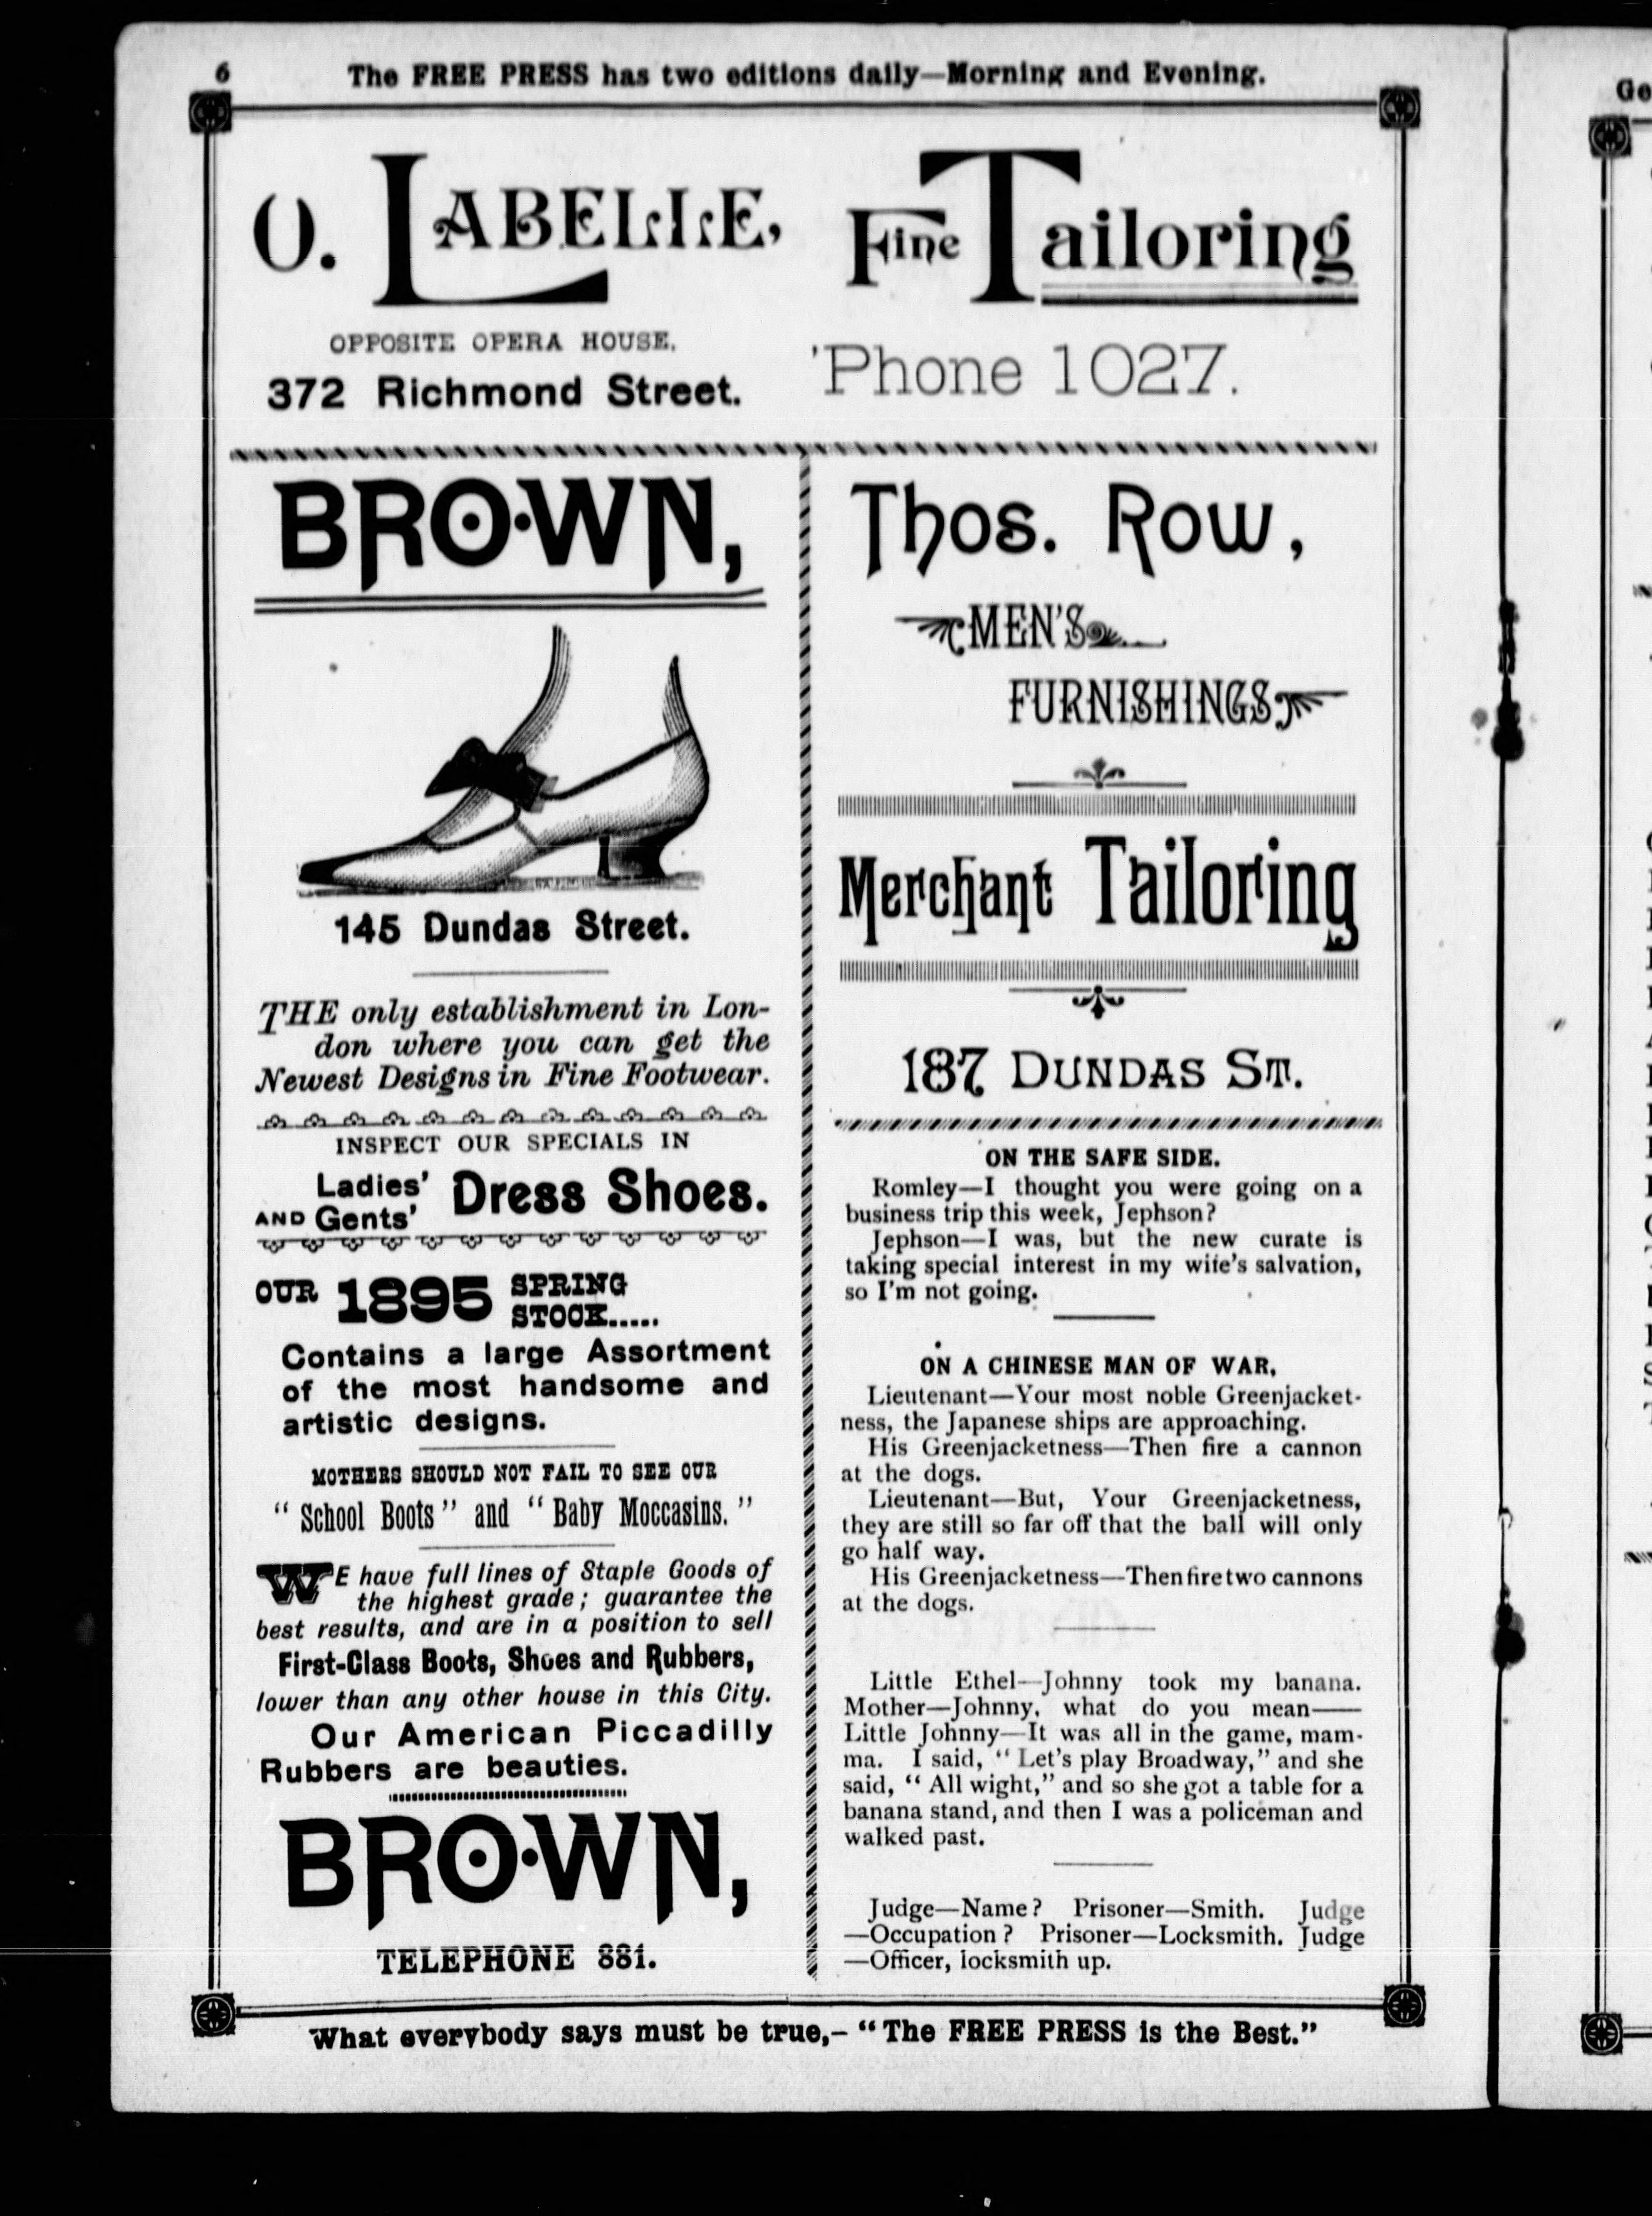 6
The FREE PRESS has two editions daily—Morning and Evening.
O. LABELLE,
Fine Tailoring
OPPOSITE OPERA HOUSE,
372 Richmond Street.
'Phone 1027.
BROWN,
145 Dundas Street.
THE only establishment in Lon-
don where you can get the
Newest Designs in Fine Footwear.
INSPECT OUR SPECIALS IN
Ladies'
AND Gents'
Dress Shoes.
OUR 1895 SPRING
STOCK.....
Contains a large Assortment
of the most handsome and
artistic designs.
MOTHERS SHOULD NOT FAIL TO SEE OUR
" School Boots " and " Baby Moccasins. "
WE have full lines of Staple Goods of
the highest grade ; guarantee the
best results, and are in a position to sell
First-Class Boots, Shoes and Rubbers,
lower than any other house in this City.
Our American Piccadilly
Rubbers are beauties.
BROWN,
TELEPHONE 881.
Thos. Row,
MEN'S
FURNISHINGS
Merchant Tailoring
187 DUNDAS ST.
ON THE SAFE SIDE.
Romley—I thought you were going on a
business trip this week, Jephson?
Jephson—I was, but the new curate is
taking special interest in my wife's salvation,
so I'm not going.
ON A CHINESE MAN OF WAR,
Lieutenant—Your most noble Greenjacket-
ness, the Japanese ships are approaching.
His Greenjacketness—Then fire a cannon
at the dogs.
Lieutenant—But, Your Greenjacketness,
they are still so far off that the ball will only
go half way.
His Greenjacketness—Then fire two cannons
at the dogs.
Little Ethel—Johnny took my banana.
Mother—Johnny, what do you mean——
Little Johnny—It was all in the game, mam-
ma. I said, " Let's play Broadway," and she
said, " All wight," and so she got a table for a
banana stand, and then I was a policeman and
walked past.
Judge—Name ? Prisoner—Smith. Judge
—Occupation ? Prisoner—Locksmith. Judge
—Officer, locksmith up.
What everybody says must be true,– " The FREE PRESS is the Best."